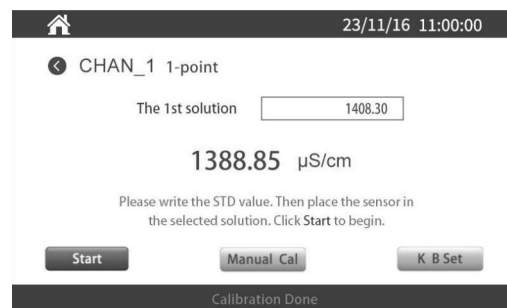 23/11/16 11:00:00
CHAN_1 1-point
The 1st solution 1408.30
1388.85 µS/cm
Please write the STD value. Then place the sensor in
the selected solution. Click Start to begin.
Start Manual Cal K B Set
Calibration Done